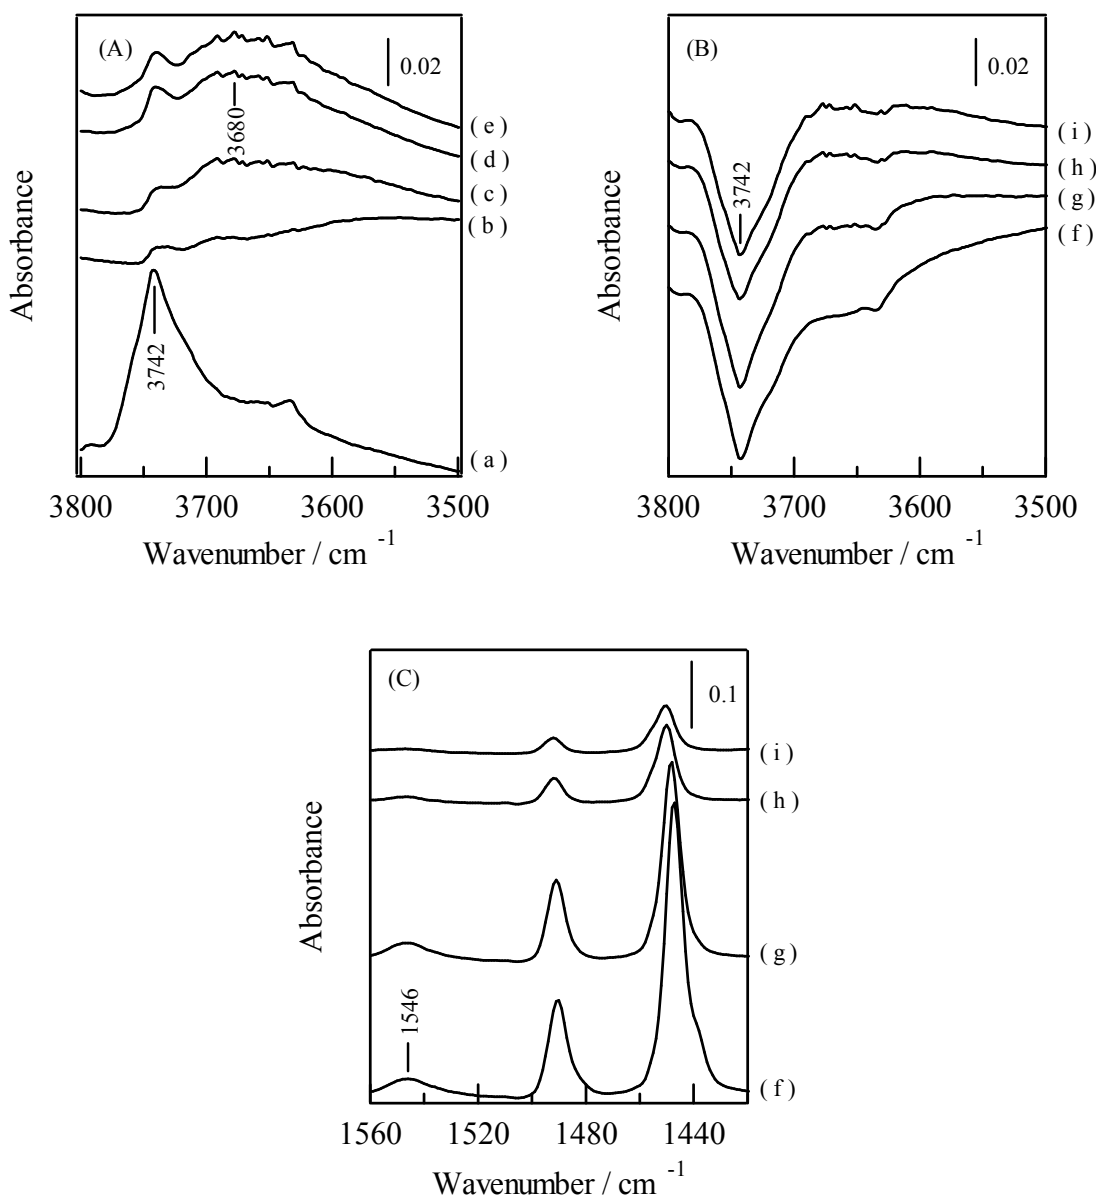 (A)
0.02
3680
3742
( e )
( d )
( c )
( b )
( a )
Absorbance
3800 3700 3600 3500
Wavenumber / cm -1
(B)
0.02
3742
( i )
( h )
( g )
( f )
Absorbance
3800 3700 3600 3500
Wavenumber / cm -1
(C)
0.1
1546
( i )
( h )
( g )
( f )
Absorbance
1560 1520 1480 1440
Wavenumber / cm -1